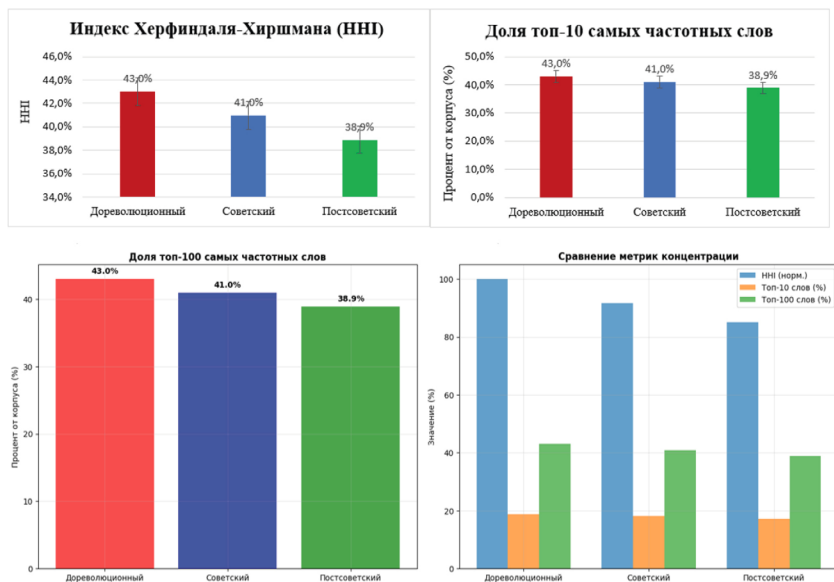 Индекс Херфиндаля-Хиршмана (HHI)
46,0%
44,0%
42,0%
40,0%
38,0%
36,0%
34,0%
HHI
43,0%
41,0%
38,9%
Дореволюционный
Советский
Постсоветский
Доля топ-10 самых частотных слов
50,0%
40,0%
30,0%
20,0%
10,0%
0,0%
Процент от корпуса (%)
43,0%
41,0%
38,9%
Дореволюционный
Советский
Постсоветский
Доля топ-100 самых частотных слов
43.0%
41.0%
38.9%
40
30
20
10
0
Процент от корпуса (%)
Дореволюционный
Советский
Постсоветский
Сравнение метрик концентрации
HHI (норм.)
Топ-10 слов (%)
Топ-100 слов (%)
100
80
60
40
20
0
Значение (%)
Дореволюционный
Советский
Постсоветский